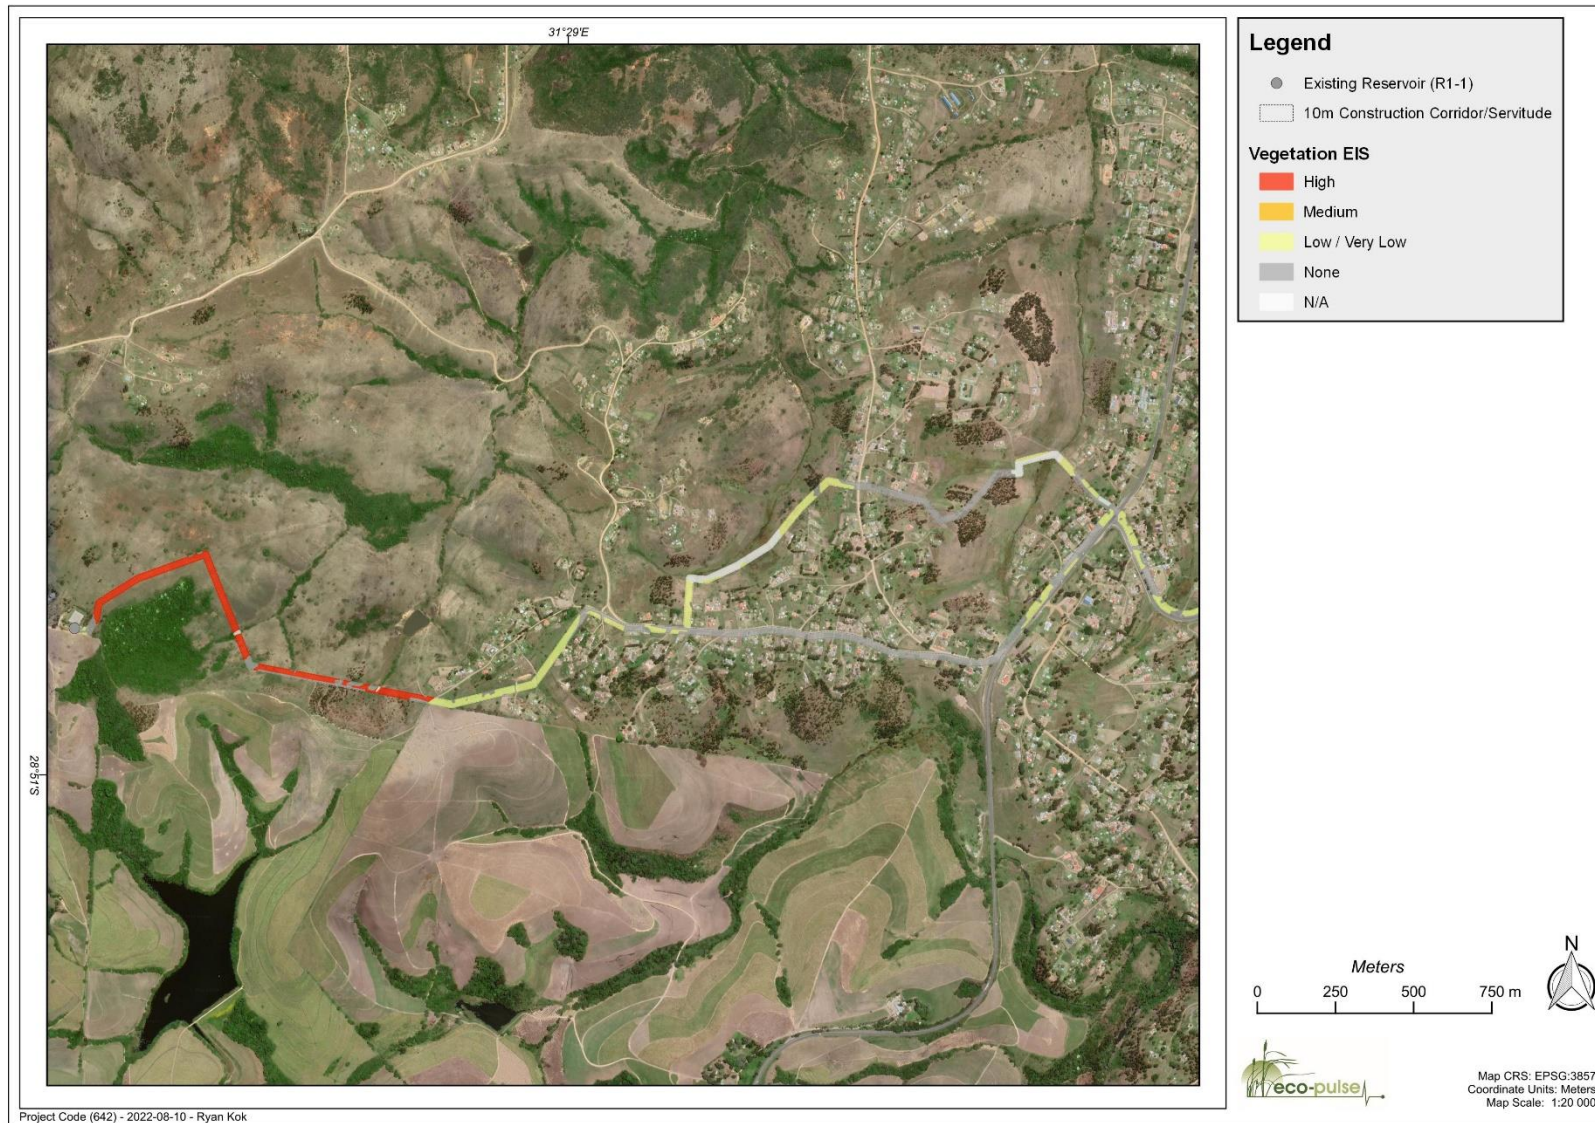 31°29'E
28°51'S
Legend
Existing Reservoir (R1-1)
10m Construction Corridor/Servitude
Vegetation EIS
High
Medium
Low / Very Low
None
N/A
Meters
0 250 500 750 m
N
eco-pulse
Map CRS: EPSG:3857
Coordinate Units: Meters
Map Scale: 1:20 000
Project Code (642) - 2022-08-10 - Ryan Kok